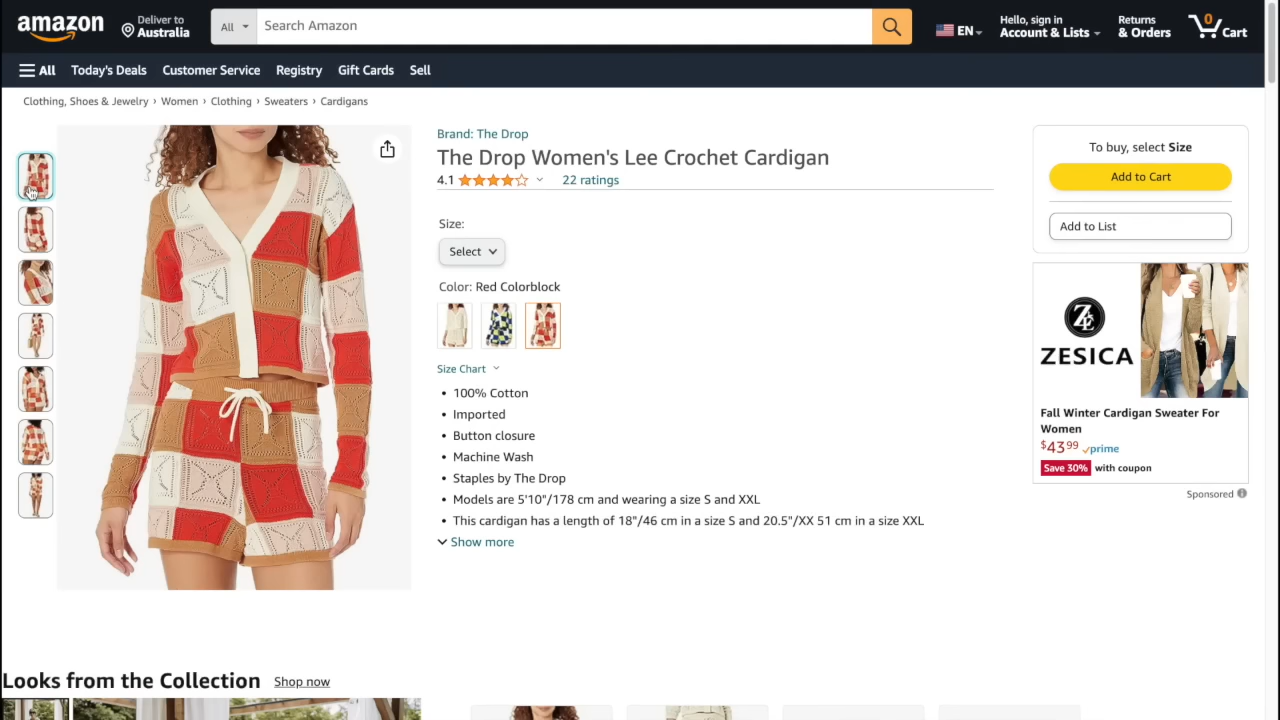 amazon
Deliver to
Australia
All
Search Amazon
EN
Hello, sign in
Account & Lists
Returns
& Orders
0
Cart
All
Today's Deals
Customer Service
Registry
Gift Cards
Sell
Clothing, Shoes & Jewelry › Women › Clothing › Sweaters › Cardigans
Brand: The Drop
The Drop Women's Lee Crochet Cardigan
4.1
22 ratings
Size:
Select
Color: Red Colorblock
Size Chart
• 100% Cotton
• Imported
• Button closure
• Machine Wash
• Staples by The Drop
• Models are 5'10"/178 cm and wearing a size S and XXL
• This cardigan has a length of 18"/46 cm in a size S and 20.5"/XX 51 cm in a size XXL
Show more
To buy, select Size
Add to Cart
Add to List
ZESICA
Fall Winter Cardigan Sweater For
Women
$43 99 prime
Save 30% with coupon
Sponsored
Looks from the Collection Shop now